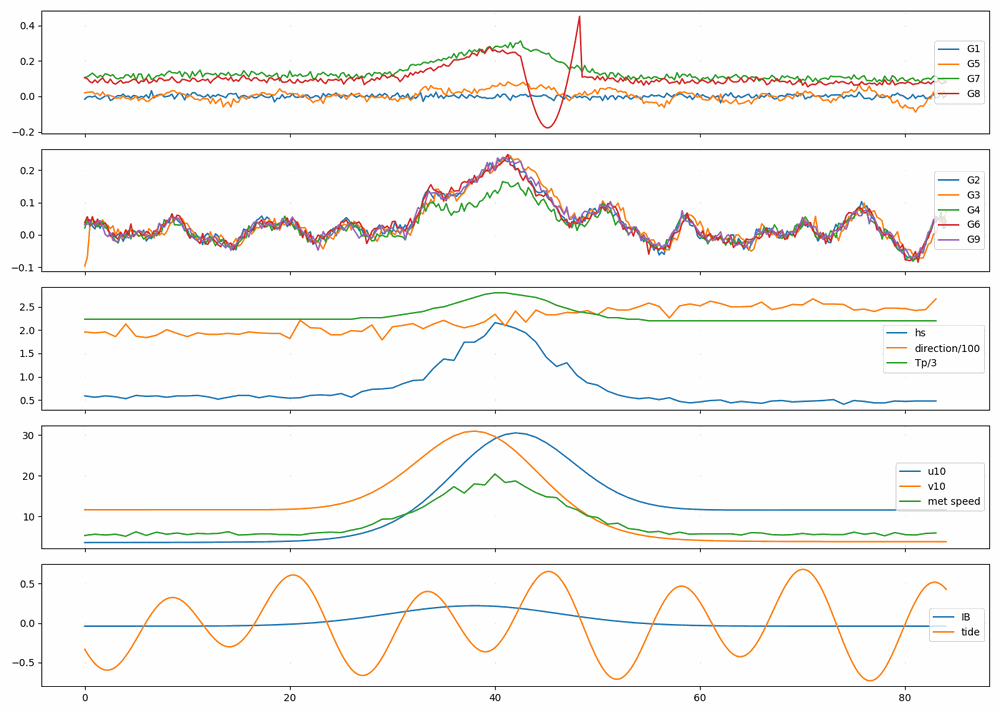 0.4
0.2
0.0
−0.2
G1
G5
G7
G8
0.2
0.1
0.0
−0.1
G2
G3
G4
G6
G9
2.5
2.0
1.5
1.0
0.5
hs
direction/100
Tp/3
30
20
10
u10
v10
met speed
0.5
0.0
−0.5
IB
tide
0 20 40 60 80